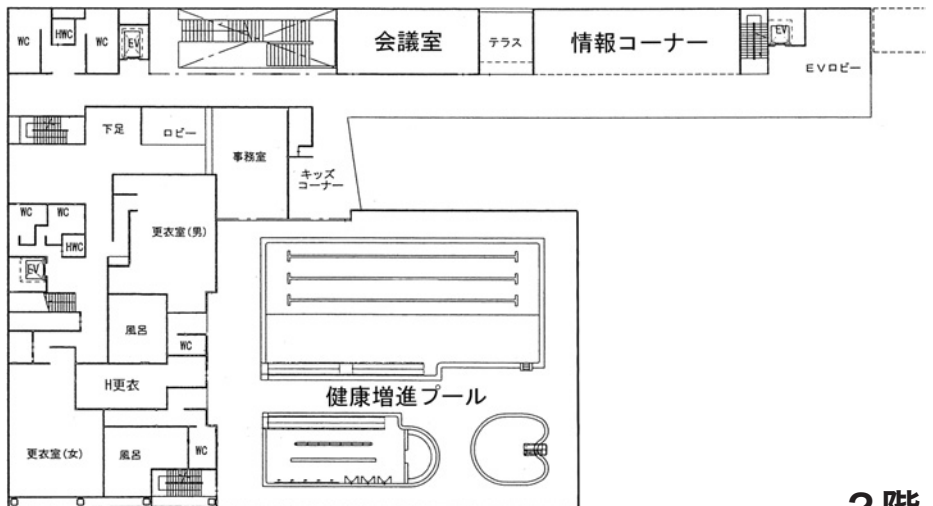 WC
HWC
WC
EV
会議室
テラス
情報コーナー
EV
EVロビー
下足
ロビー
事務室
キッズ
コーナー
WC
WC
HWC
更衣室(男)
EV
風呂
WC
H更衣
健康増進プール
更衣室(女)
風呂
WC
2階